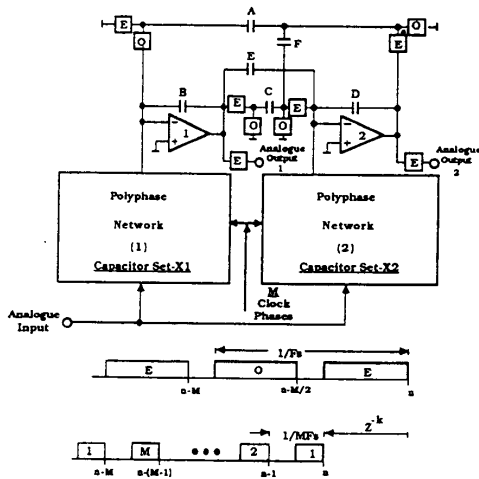 A
E
O
O
E
F
E
B
C
D
E
E
O
O
1
2
E
Analogue
Output
1
E
Analogue
Output
2
Polyphase
Network
(1)
Capacitor Set-X1
Polyphase
Network
(2)
Capacitor Set-X2
M
Clock
Phases
Analogue
Input
1/Fs
E
O
E
n-M
n-M/2
n
1/MFs
Z^-k
1
M
2
1
n-M
n-(M-1)
n-1
n